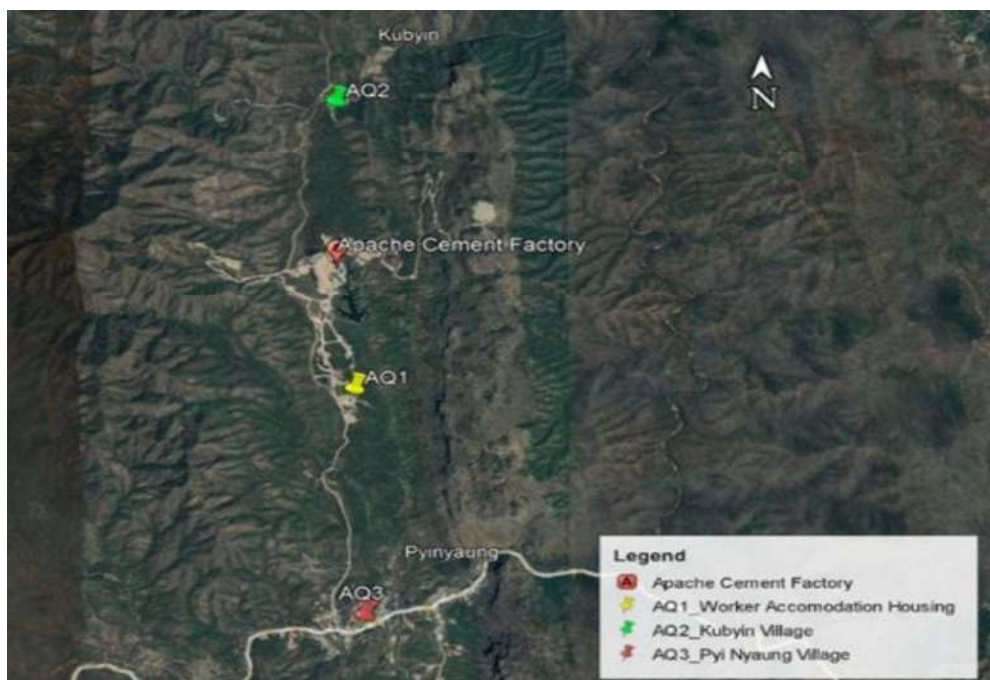 Kubyin
AQ2
N
Apache Cement Factory
AQ1
Pyinyaung
AQ3
Legend
A
Apache Cement Factory
AQ1_Worker Accomodation Housing
AQ2_Kubyin Village
AQ3_Pyi Nyaung Village